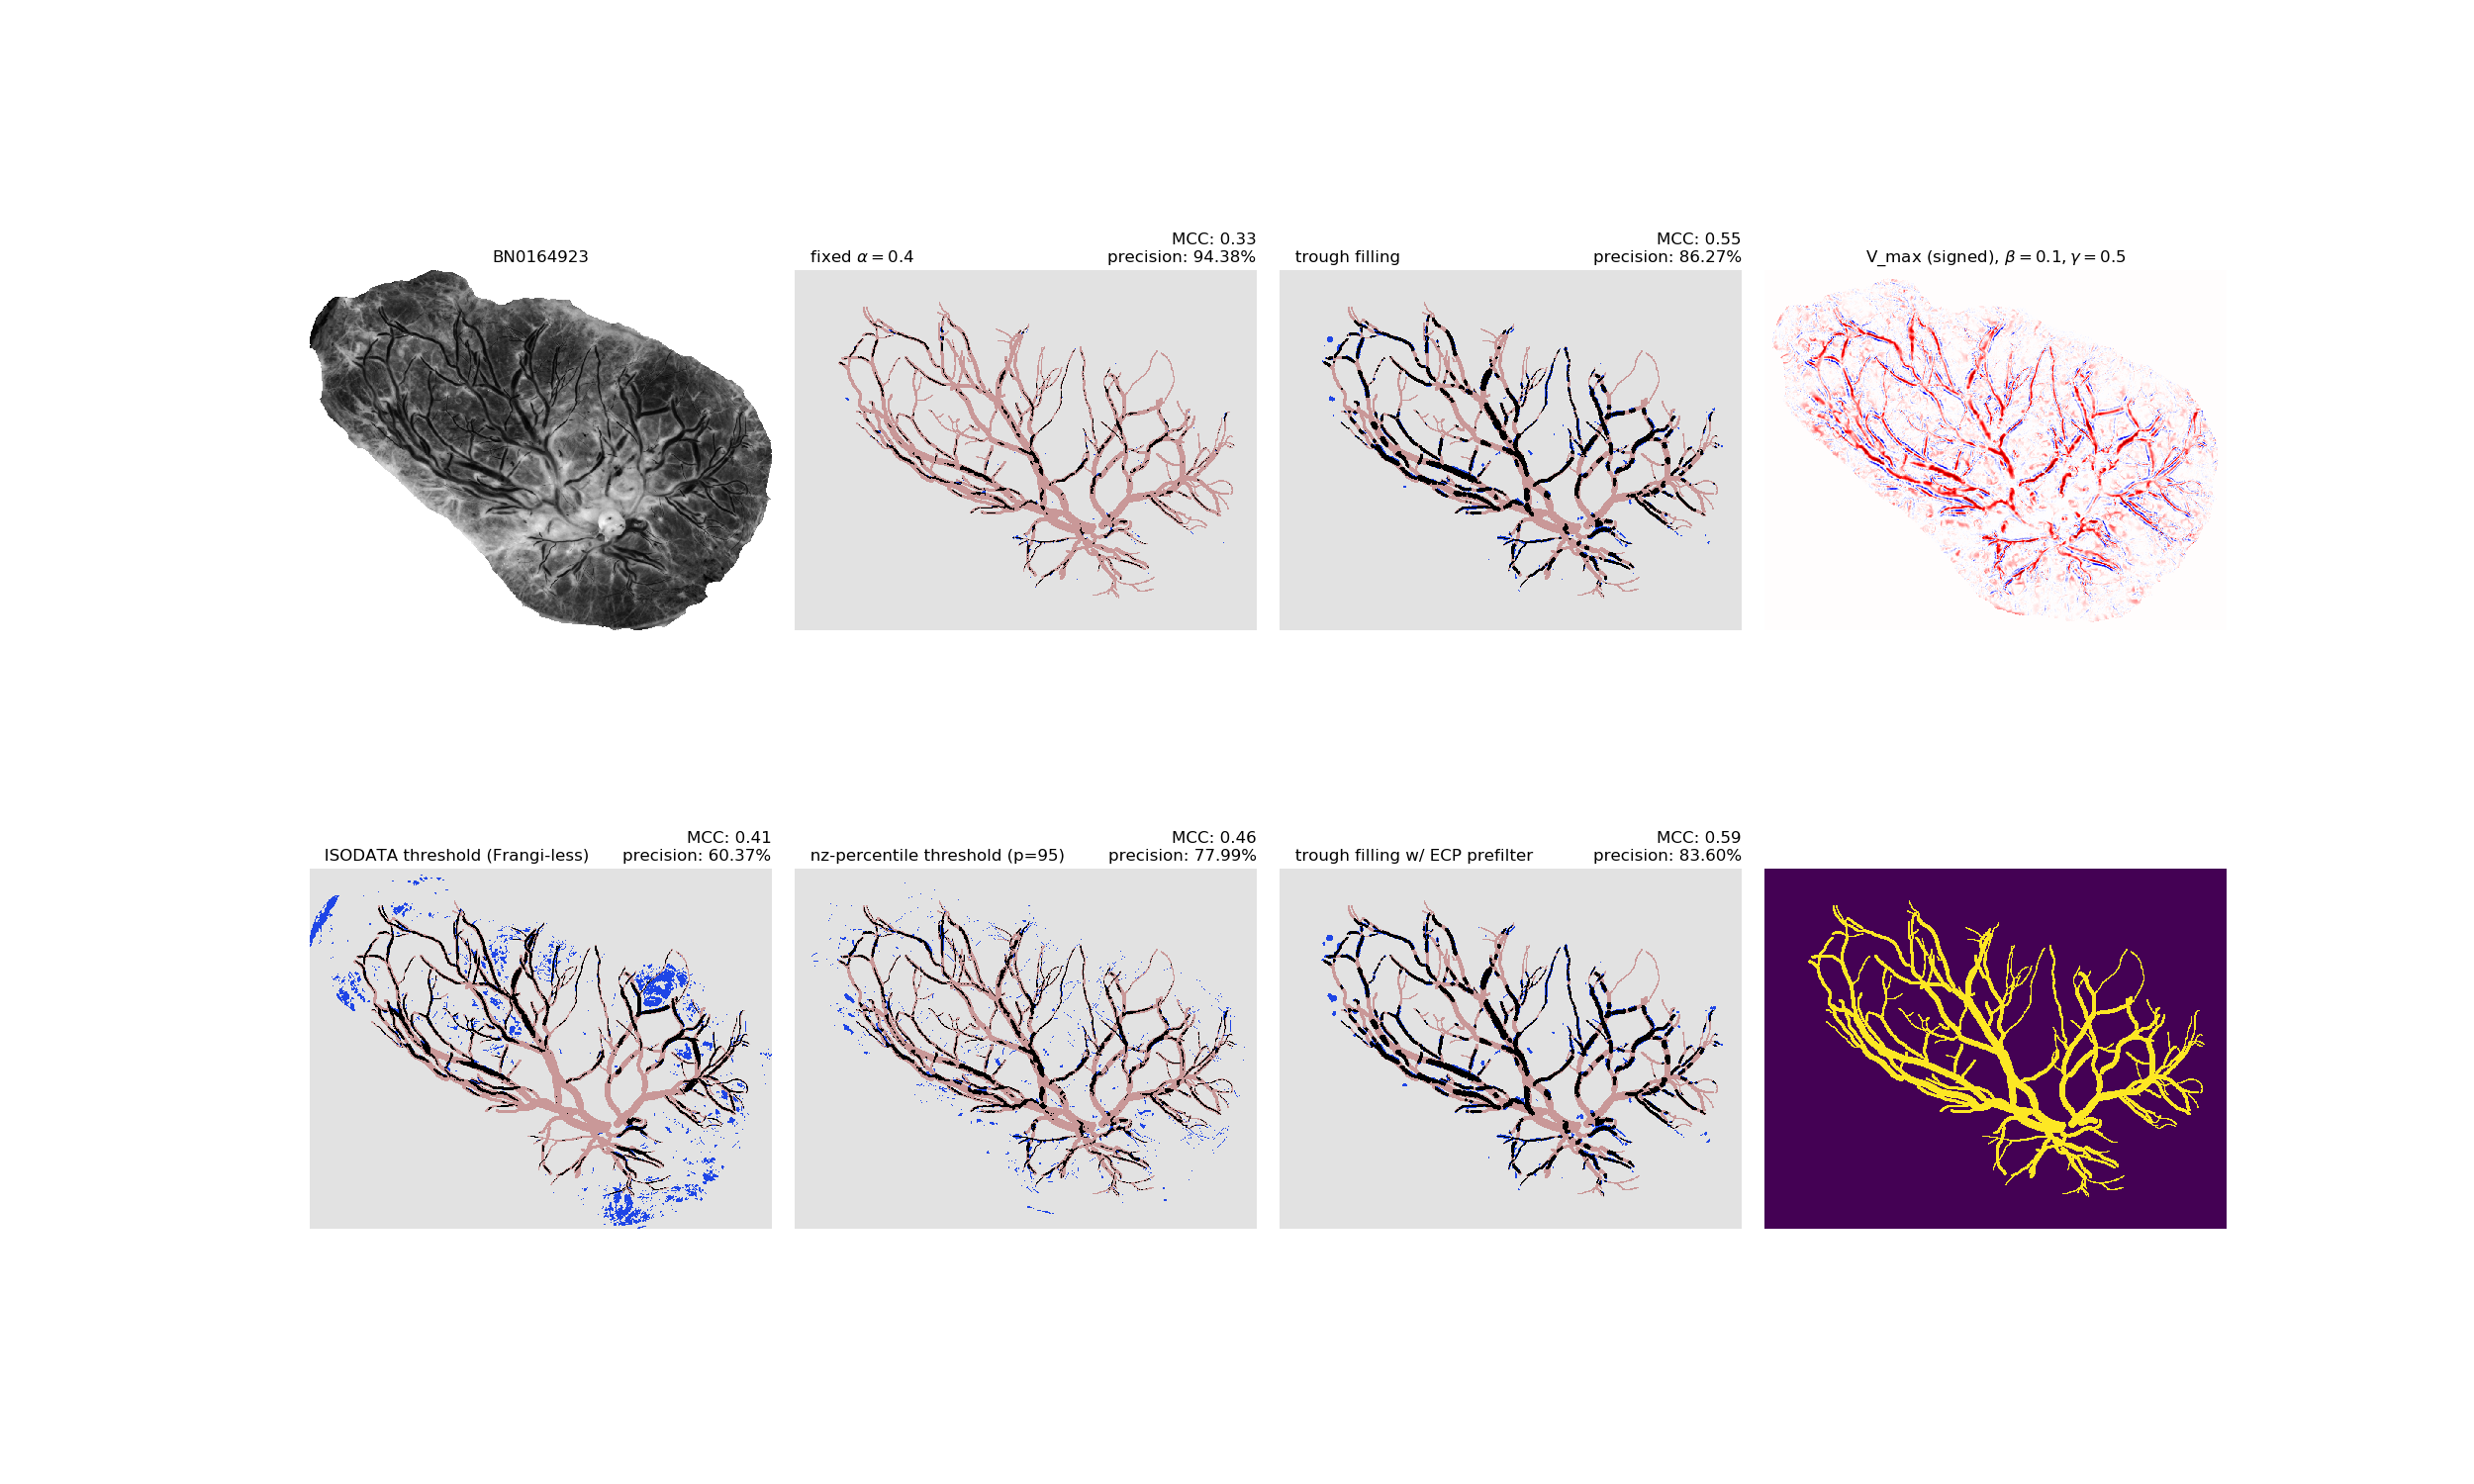 BN0164923
fixed α = 0.4
MCC: 0.33
precision: 94.38%
trough filling
MCC: 0.55
precision: 86.27%
V_max (signed), β = 0.1, γ = 0.5
ISODATA threshold (Frangi-less)
MCC: 0.41
precision: 60.37%
nz-percentile threshold (p=95)
MCC: 0.46
precision: 77.99%
trough filling w/ ECP prefilter
MCC: 0.59
precision: 83.60%